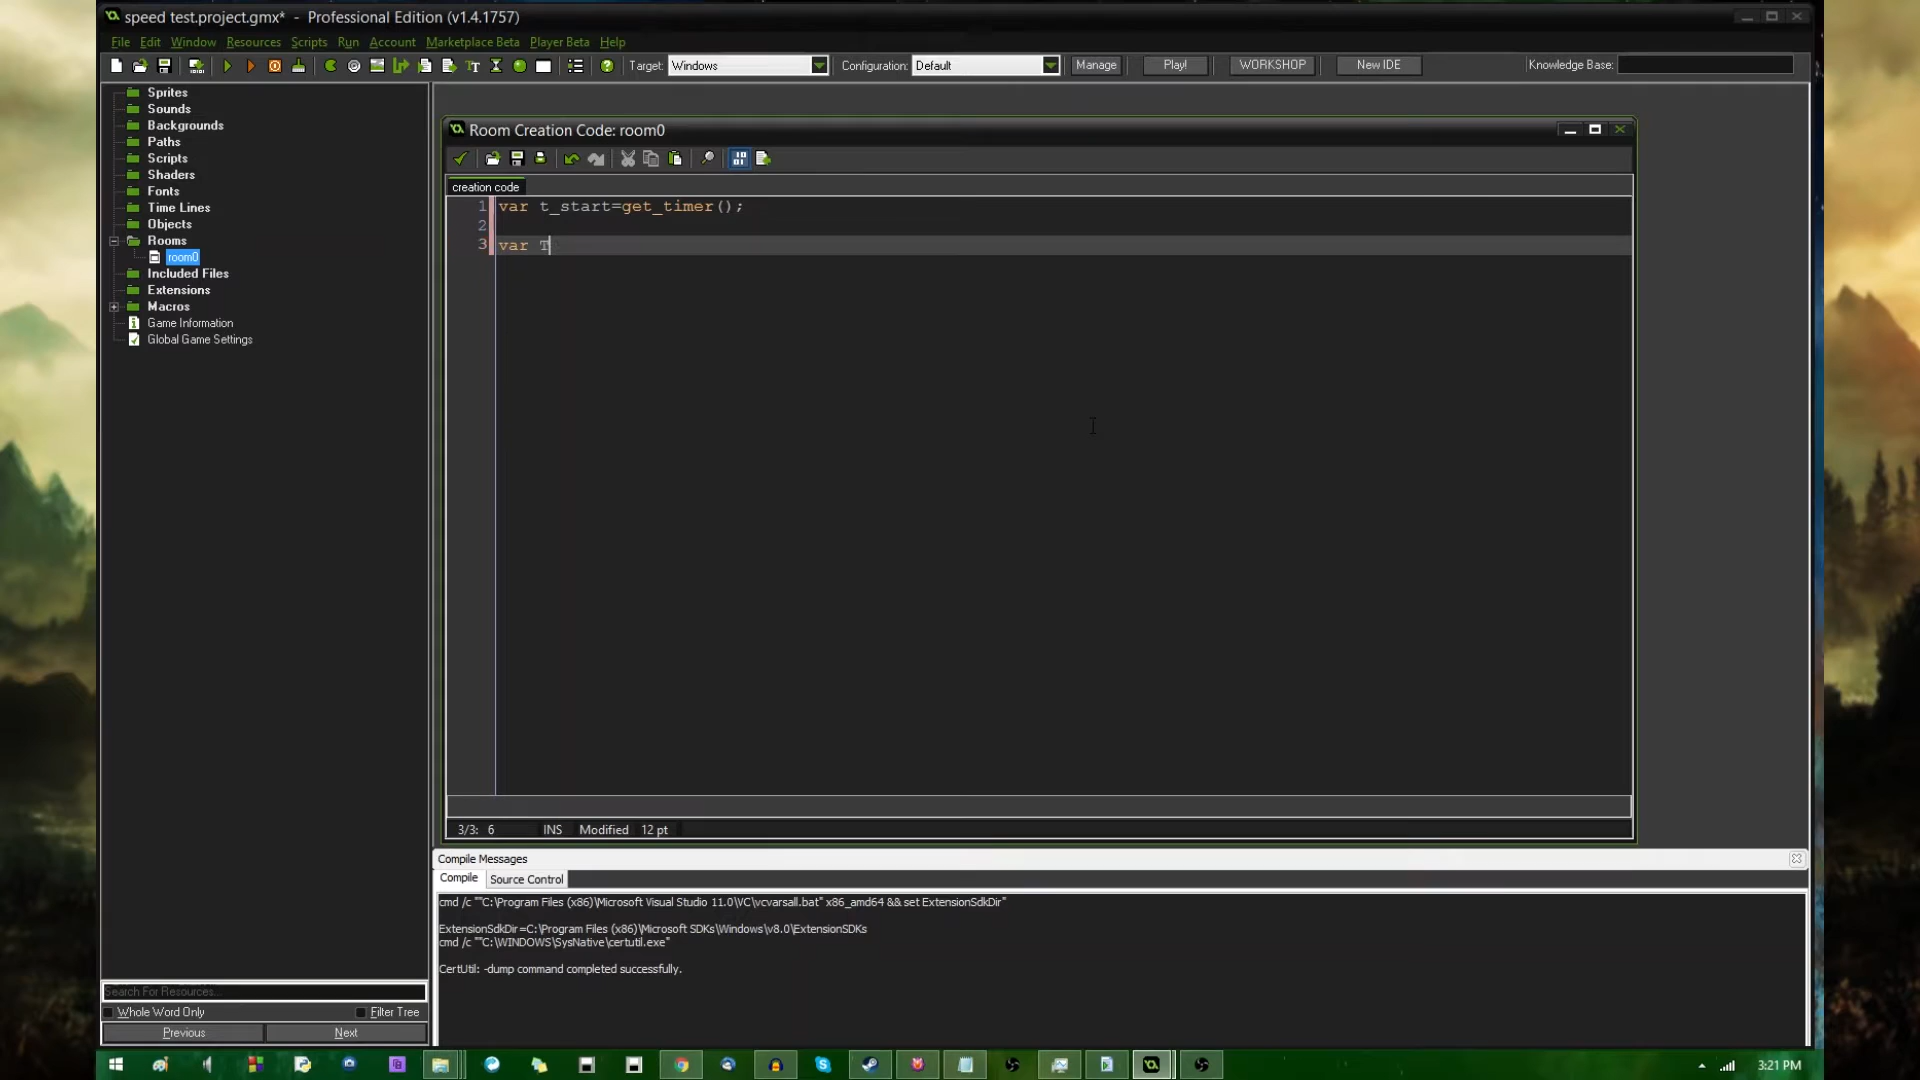 speed test.project.gmx* - Professional Edition (v1.4.1757)
File Edit Window Resources Scripts Run Account Marketplace Beta Player Beta Help
Target: Windows Configuration: Default Manage Play! WORKSHOP New IDE Knowledge Base:
Sprites
Sounds
Backgrounds
Paths
Scripts
Shaders
Fonts
Time Lines
Objects
Rooms
room0
Included Files
Extensions
Macros
Game Information
Global Game Settings
Search For Resources...
Whole Word Only Filter Tree
Previous Next
Room Creation Code: room0
creation code
1 var t_start=get_timer();
2
3 var T
3/3: 6 INS Modified 12 pt
Compile Messages
Compile Source Control
cmd /c ""C:\Program Files (x86)\Microsoft Visual Studio 11.0\VC\vcvarsall.bat" x86_amd64 && set ExtensionSdkDir"
ExtensionSdkDir=C:\Program Files (x86)\Microsoft SDKs\Windows\v8.0\ExtensionSDKs
cmd /c ""C:\WINDOWS\SysNative\certutil.exe"
CertUtil: -dump command completed successfully.
3:21 PM